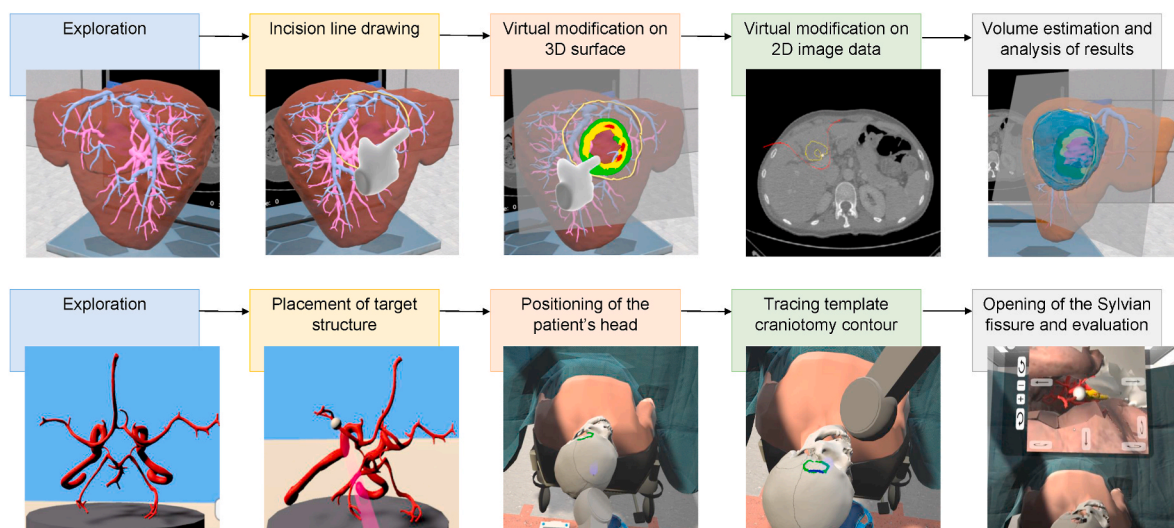 Exploration
Incision line drawing
Virtual modification on
3D surface
Virtual modification on
2D image data
Volume estimation and
analysis of results
Exploration
Placement of target
structure
Positioning of the
patient's head
Tracing template
craniotomy contour
Opening of the Sylvian
fissure and evaluation